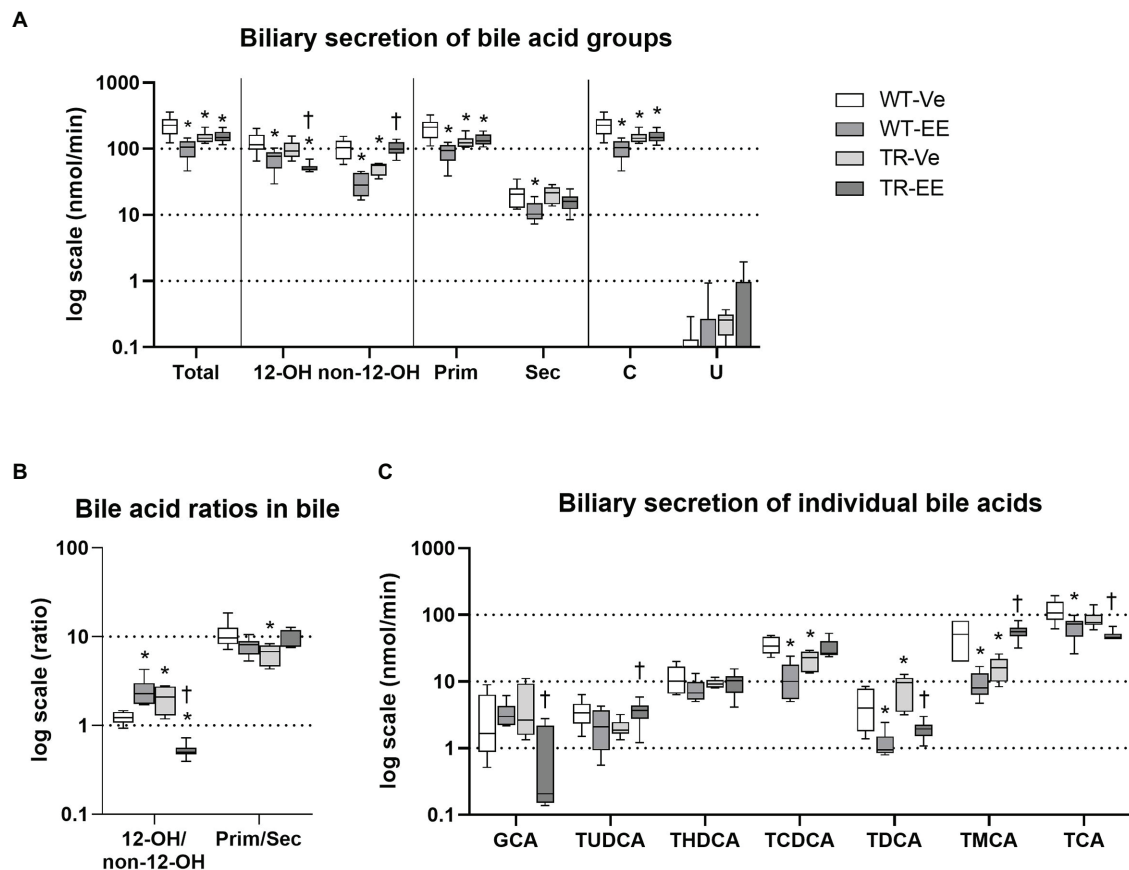 A
Biliary secretion of bile acid groups
log scale (nmol/min)
1000
100
10
1
0.1
* * *
* † *
* * †
* * *
*
* * *
Total 12-OH non-12-OH Prim Sec C U
WT-Ve
WT-EE
TR-Ve
TR-EE
B
Bile acid ratios in bile
log scale (ratio)
100
10
1
0.1
* * † *
*
12-OH/ Prim/Sec
non-12-OH
C
Biliary secretion of individual bile acids
log scale (nmol/min)
1000
100
10
1
0.1
†
†
* *
* * †
* * †
* †
GCA TUDCA THDCA TCDCA TDCA TMCA TCA